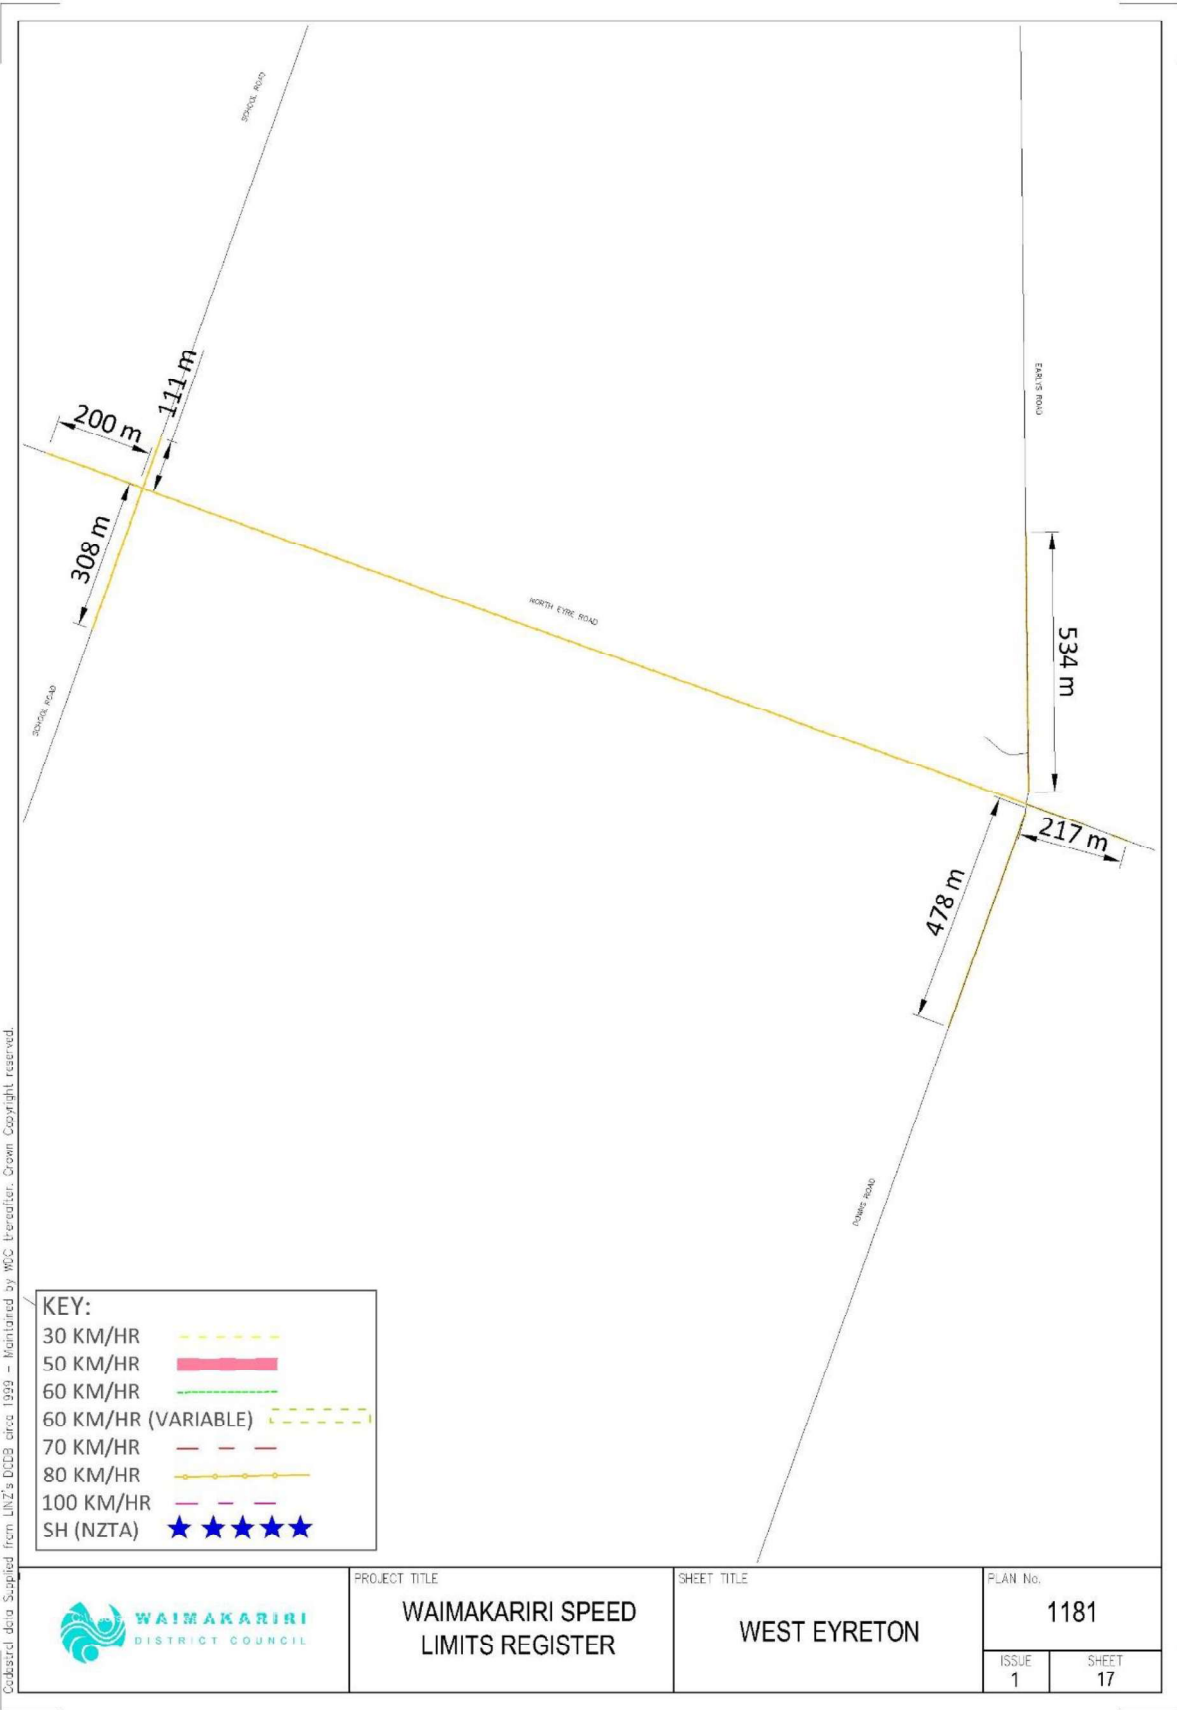 SCHOOL ROAD
111 m
200 m
EARLYS ROAD
308 m
NORTH EYRE ROAD
534 m
SCHOOL ROAD
217 m
478 m
DOWNS ROAD
Cadastral data Supplied from LINZ's DCDB circa 1999 - Maintained by WDC thereafter. Crown Copyright reserved.
KEY:
30 KM/HR
50 KM/HR
60 KM/HR
60 KM/HR (VARIABLE)
70 KM/HR
80 KM/HR
100 KM/HR
SH (NZTA)
WAIMAKARIRI
DISTRICT COUNCIL
PROJECT TITLE
WAIMAKARIRI SPEED
LIMITS REGISTER
SHEET TITLE
WEST EYRETON
PLAN No.
1181
ISSUE
1
SHEET
17